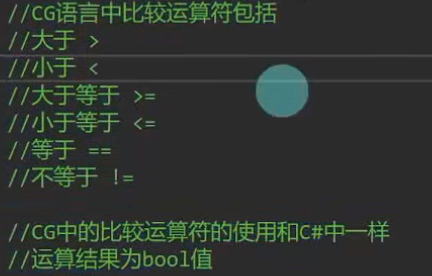 //CG语言中比较运算符包括
//大于 >
//小于 <
//大于等于 >=
//小于等于 <=
//等于 ==
//不等于 !=
//CG中的比较运算符的使用和C#中一样
//运算结果为bool值